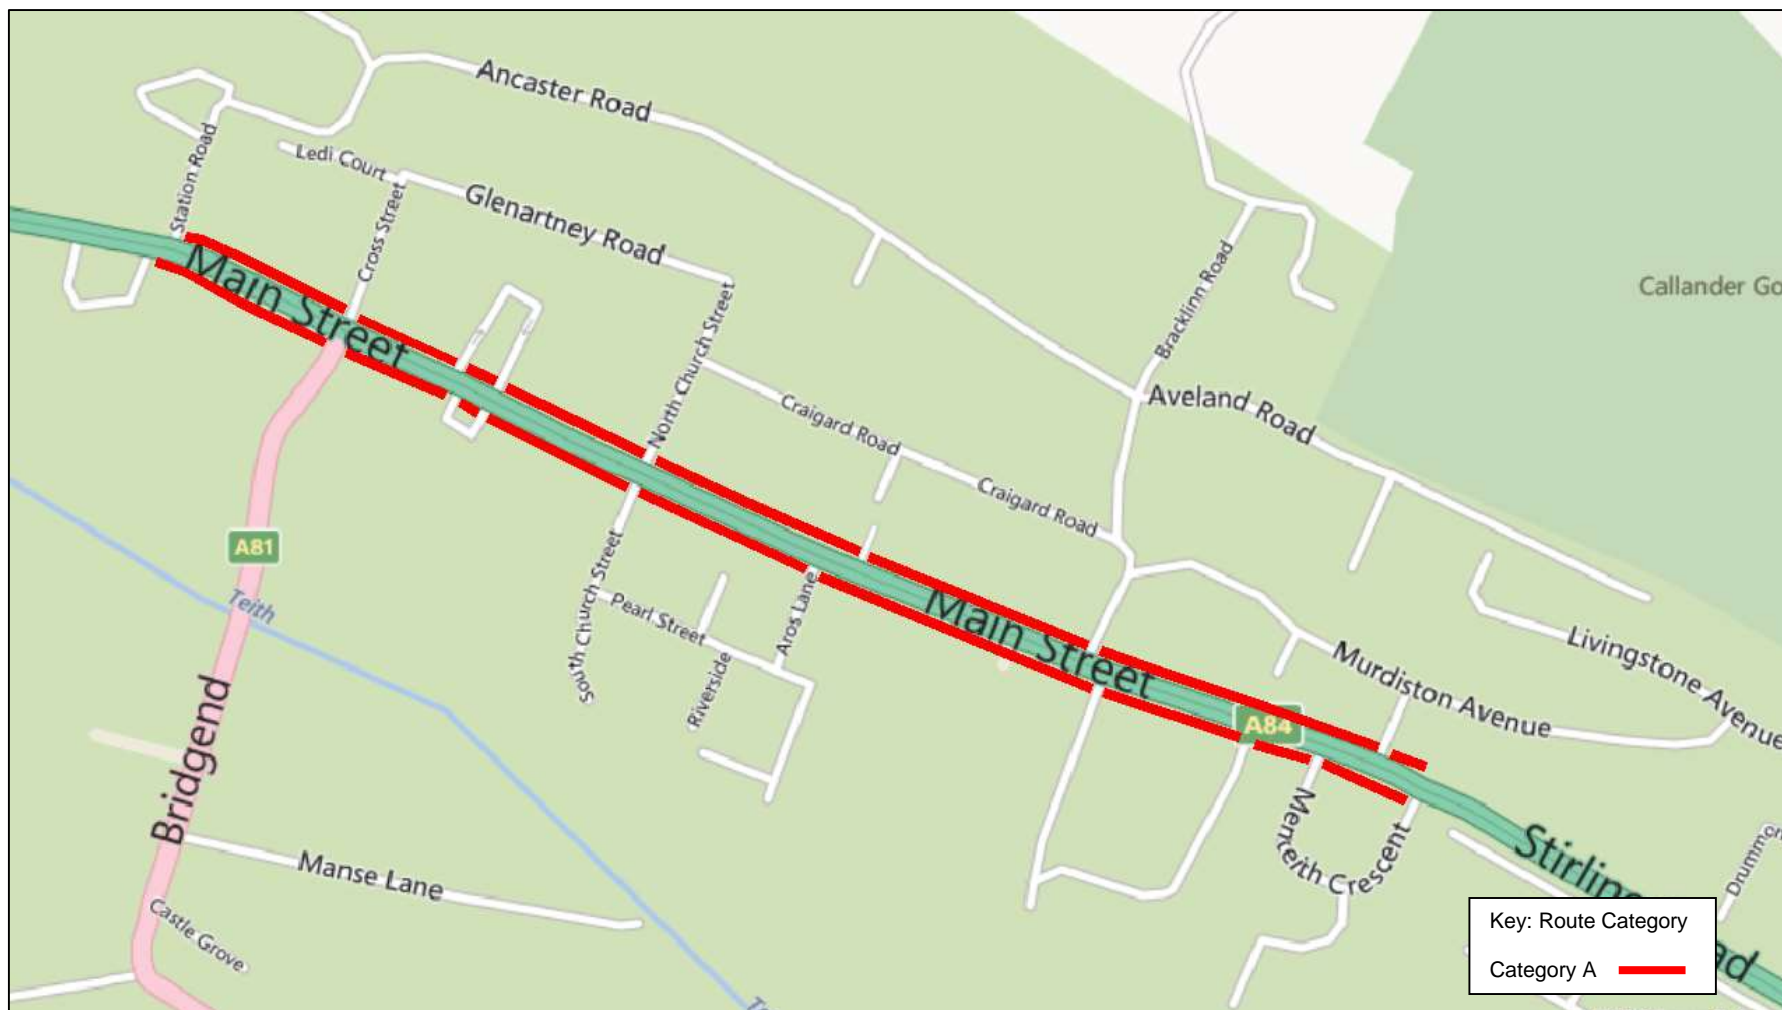 Ancaster Road
Station Road
Ledi Court
Cross Street
Glenartney Road
Main Street
North Church Street
Bracklinn Road
Callander Go
Aveland Road
Craigard Road
Craigard Road
A81
Teith
South Church Street
Pearl Street
Riverside
Aros Lane
Main Street
A84
Murdiston Avenue
Livingstone Avenue
Bridgend
Manse Lane
Castle Grove
Menteith Crescent
Stirling
ad
Key: Route Category
Category A